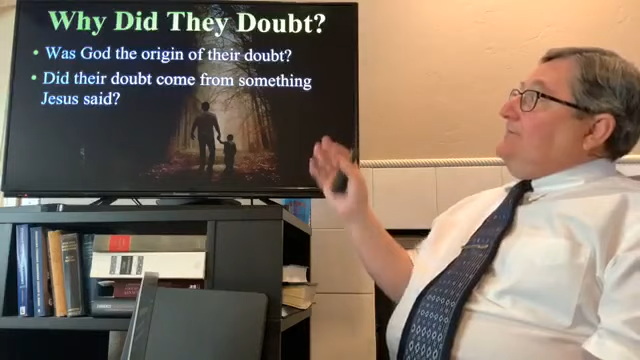 Why Did They Doubt?
• Was God the origin of their doubt?
• Did their doubt come from something
Jesus said?